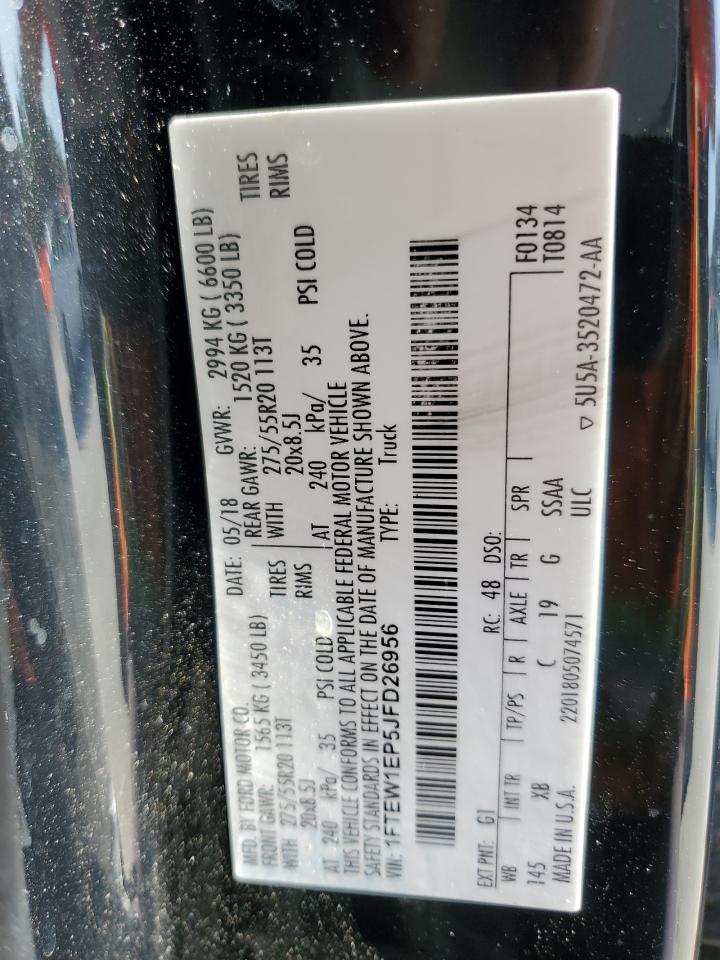 MFD. BY FORD MOTOR CO. DATE: 05/18 GVWR: 2994 KG ( 6600 LB)
FRONT GAWR: 1565 KG ( 3450 LB) REAR GAWR: 1520 KG ( 3350 LB)
WITH 275/55R20 113T TIRES WITH 275/55R20 113T TIRES
20x8.5J RIMS 20x8.5J RIMS
AT 240 kPa/ 35 PSI COLD AT 240 kPa/ 35 PSI COLD
THIS VEHICLE CONFORMS TO ALL APPLICABLE FEDERAL MOTOR VEHICLE
SAFETY STANDARDS IN EFFECT ON THE DATE OF MANUFACTURE SHOWN ABOVE.
VIN: 1FTEW1EP5JFD26956 TYPE: Truck
EXT PNT: G1 RC: 48 DSO: F0134
WB INT TR TP/PS R AXLE TR SPR T0814
145 XB C 19 G SSAA
MADE IN U.S.A. 2201805074571 ULC ▽ 5U5A-3520472-AA